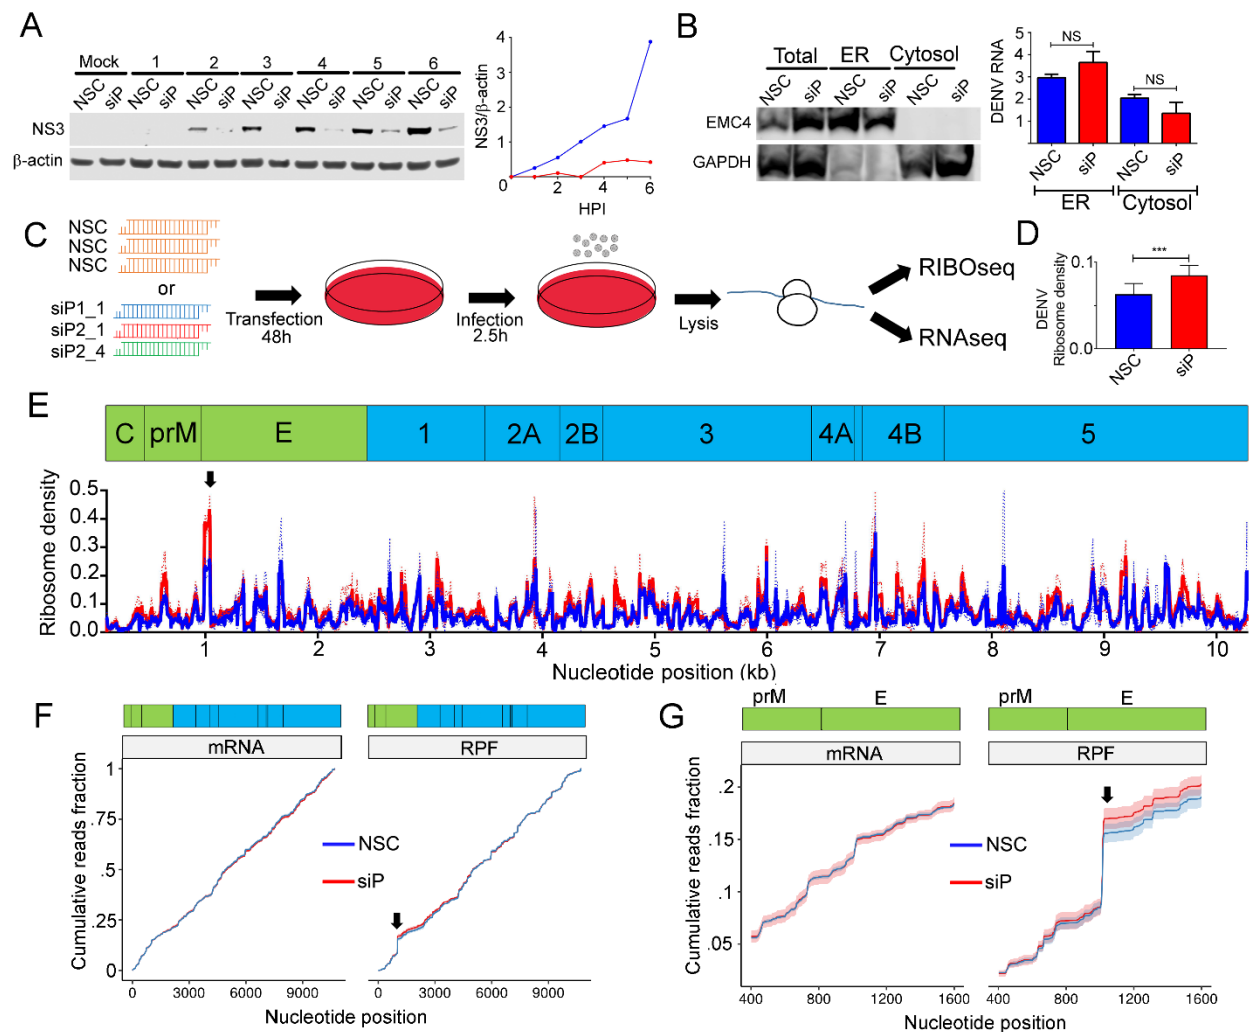 A
Mock 1 2 3 4 5 6
NSC siP NSC siP NSC siP NSC siP NSC siP NSC siP NSC siP
NS3
β-actin
NS3/β-actin
4
3
2
1
0
0 2 4 6
HPI
B
Total ER Cytosol
NSC siP NSC siP NSC siP
EMC4
GAPDH
DENV RNA
5
4
3
2
1
NS
NS
NSC siP NSC siP
ER Cytosol
C
NSC
NSC
NSC
or
siP1_1
siP2_1
siP2_4
Transfection
48h
Infection
2.5h
Lysis
RIBOseq
RNAseq
D
DENV
Ribosome density
0.1
0.0
***
NSC siP
E
C prM E 1 2A 2B 3 4A 4B 5
Ribosome density
0.5
0.4
0.3
0.2
0.1
0.0
1 2 3 4 5 6 7 8 9 10
Nucleotide position (kb)
F
mRNA RPF
Cumulative reads fraction
1
.75
.5
.25
0
NSC
siP
0 3000 6000 9000 0 3000 6000 9000
Nucleotide position
G
prM E prM E
mRNA RPF
Cumulative reads fraction
.2
.15
.1
.05
NSC
siP
400 800 1200 1600 400 800 1200 1600
Nucleotide position